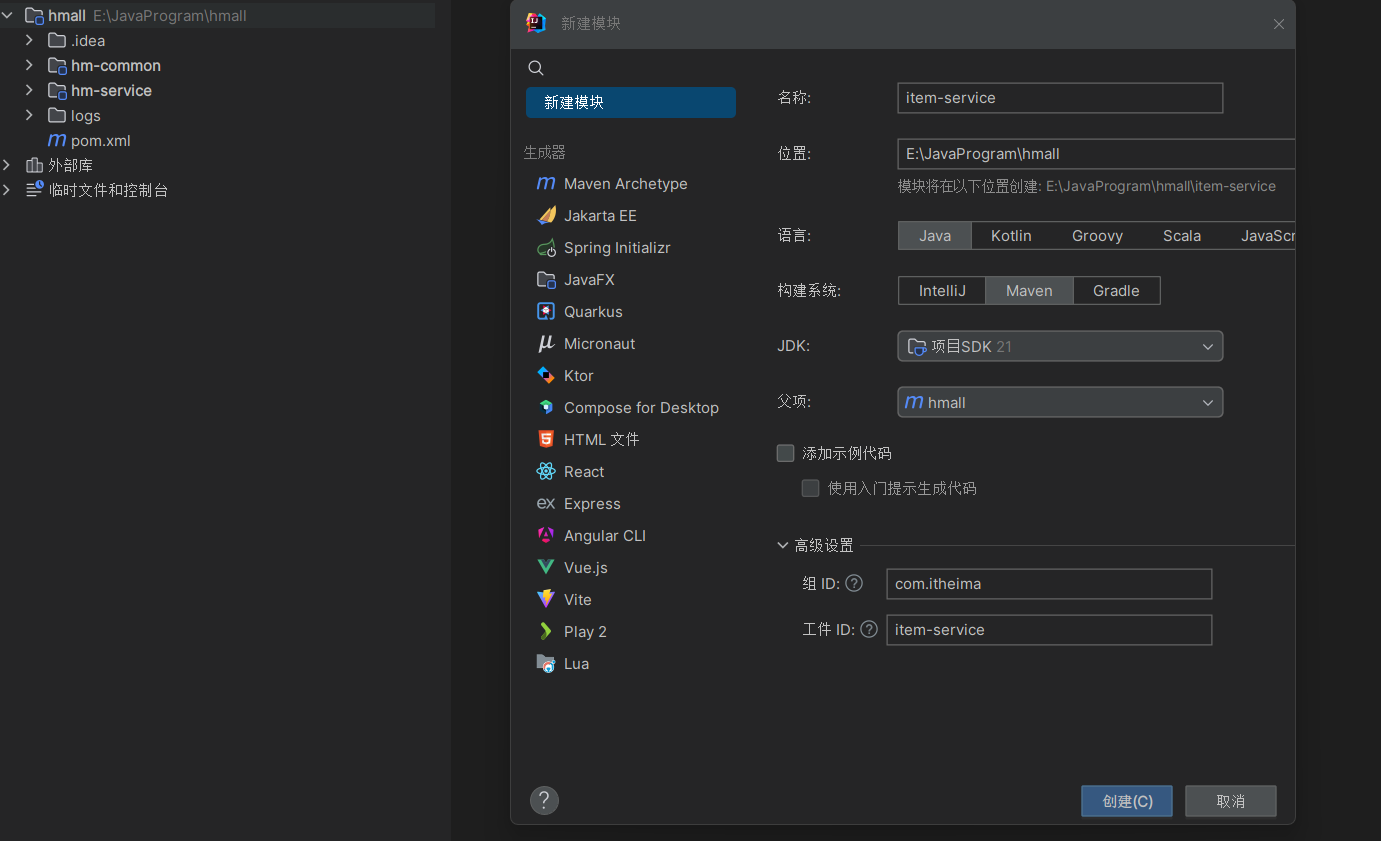 hmall E:\JavaProgram\hmall
.idea
hm-common
hm-service
logs
pom.xml
外部库
临时文件和控制台
新建模块
新建模块
生成器
Maven Archetype
Jakarta EE
Spring Initializr
JavaFX
Quarkus
Micronaut
Ktor
Compose for Desktop
HTML 文件
React
Express
Angular CLI
Vue.js
Vite
Play 2
Lua
名称: item-service
位置: E:\JavaProgram\hmall
模块将在以下位置创建: E:\JavaProgram\hmall\item-service
语言: Java Kotlin Groovy Scala JavaScr
构建系统: IntelliJ Maven Gradle
JDK: 项目SDK 21
父项: hmall
添加示例代码
使用入门提示生成代码
高级设置
组 ID: ? com.itheima
工件 ID: ? item-service
? 创建(C) 取消